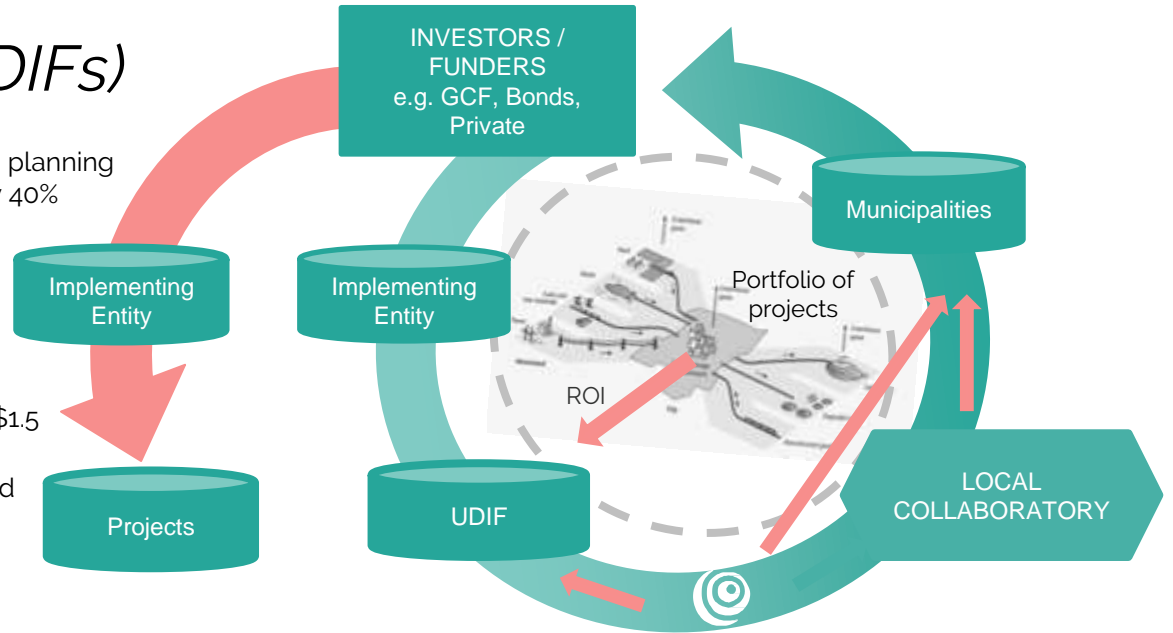 DIFs)
planning
40%
$1.5
INVESTORS /
FUNDERS
e.g. GCF, Bonds,
Private
Municipalities
Implementing
Entity
Implementing
Entity
Portfolio of
projects
ROI
LOCAL
COLLABORATORY
UDIF
Projects